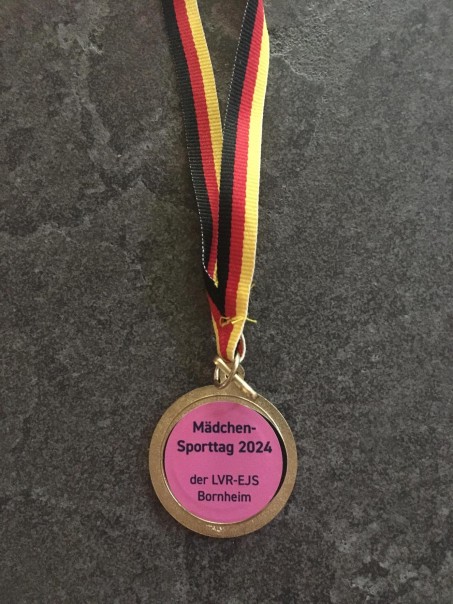 Mädchen-
Sporttag 2024
der LVR-EJS
Bornheim